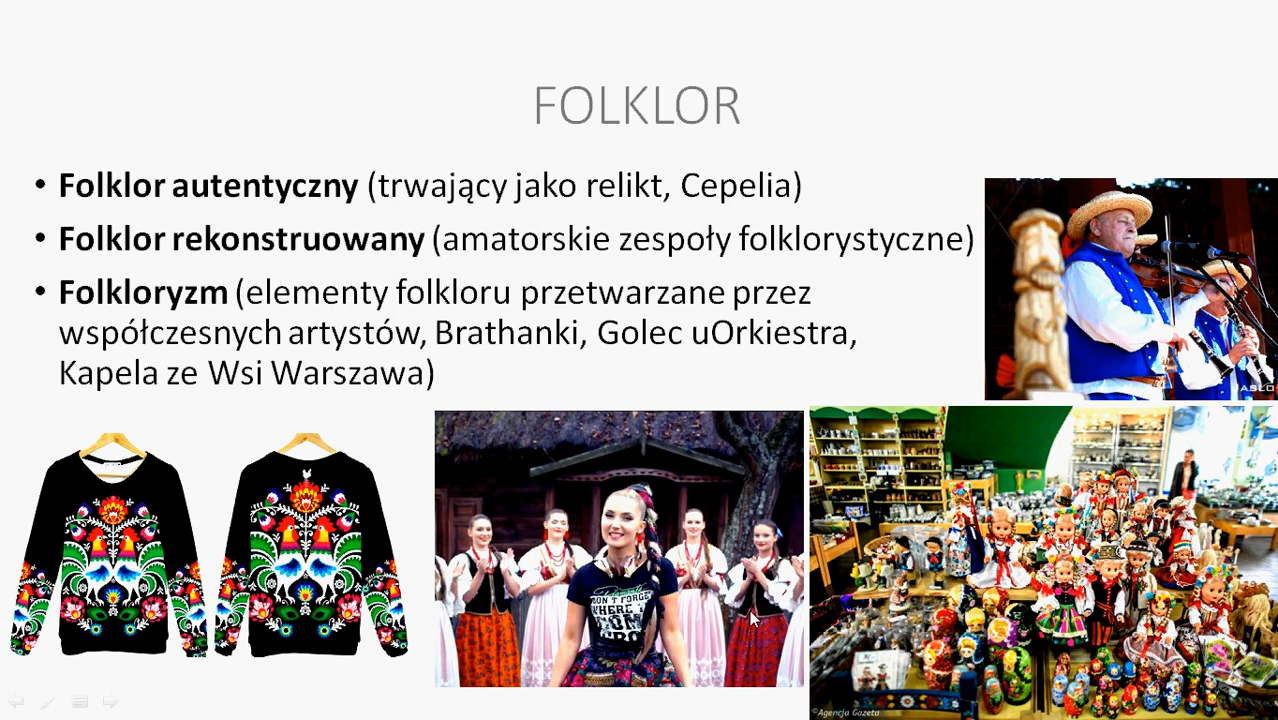 FOLKLOR
• Folklor autentyczny (trwający jako relikt, Cepelia)
• Folklor rekonstruowany (amatorskie zespoły folklorystyczne)
• Folkloryzm (elementy folkloru przetwarzane przez
współczesnych artystów, Brathanki, Golec uOrkiestra,
Kapela ze Wsi Warszawa)
DON'T FORGET
WHERE
©Agencja Gazeta